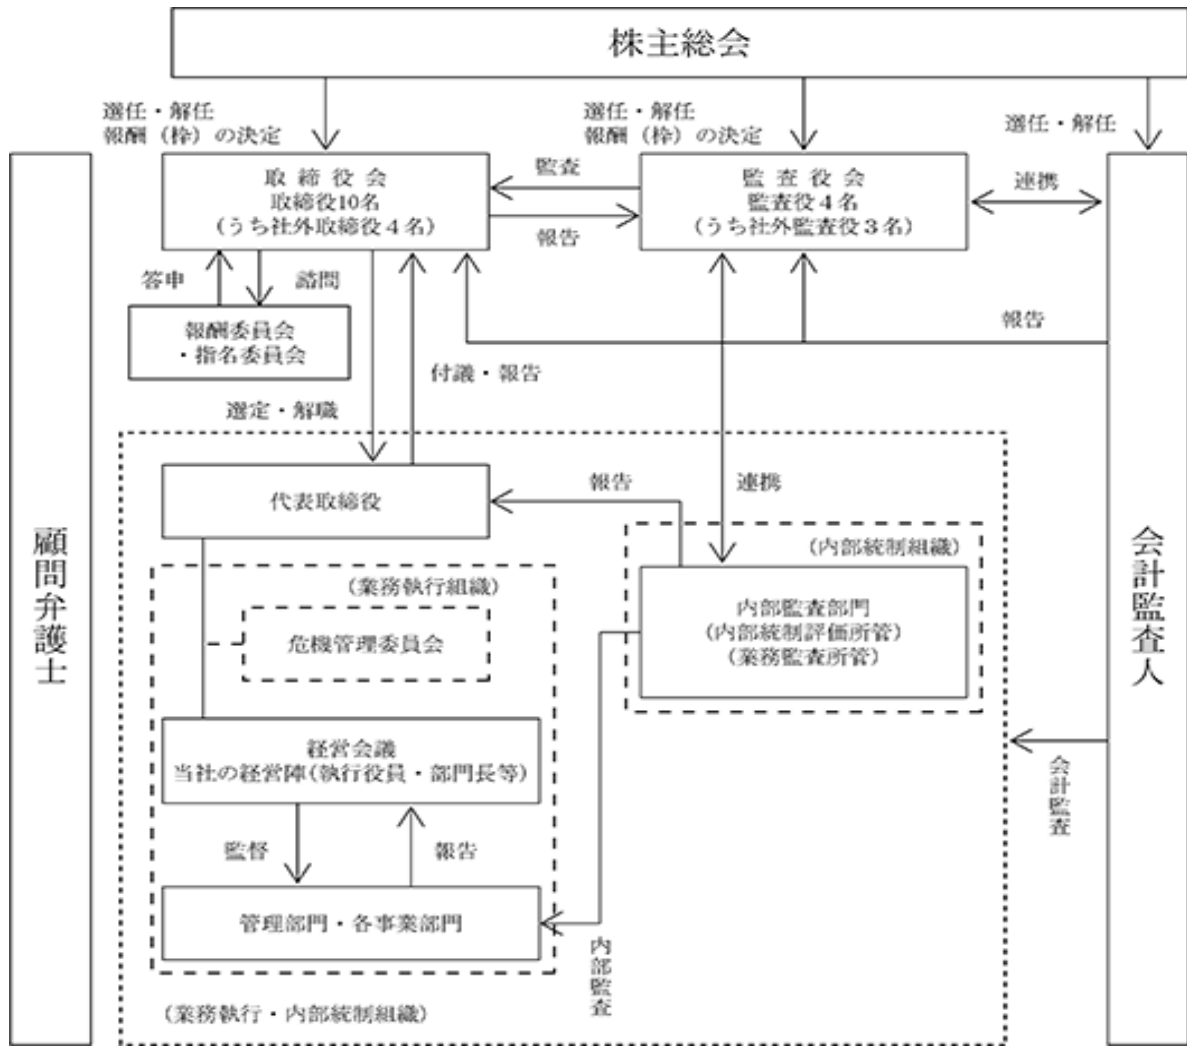 株主総会
選任・解任
報酬（枠）の決定
選任・解任
報酬（枠）の決定
選任・解任
取締役会
取締役10名
(うち社外取締役４名)
監査
報告
監査役会
監査役４名
(うち社外監査役３名)
連携
答申
諮問
報酬委員会
・指名委員会
付議・報告
報告
選定・解職
代表取締役
報告
連携
(内部統制組織)
内部監査部門
(内部統制評価所管)
(業務監査所管)
(業務執行組織)
危機管理委員会
経営会議
当社の経営陣(執行役員・部門長等)
監督
報告
管理部門・各事業部門
内部監査
会計監査
(業務執行・内部統制組織)
顧問弁護士
会計監査人